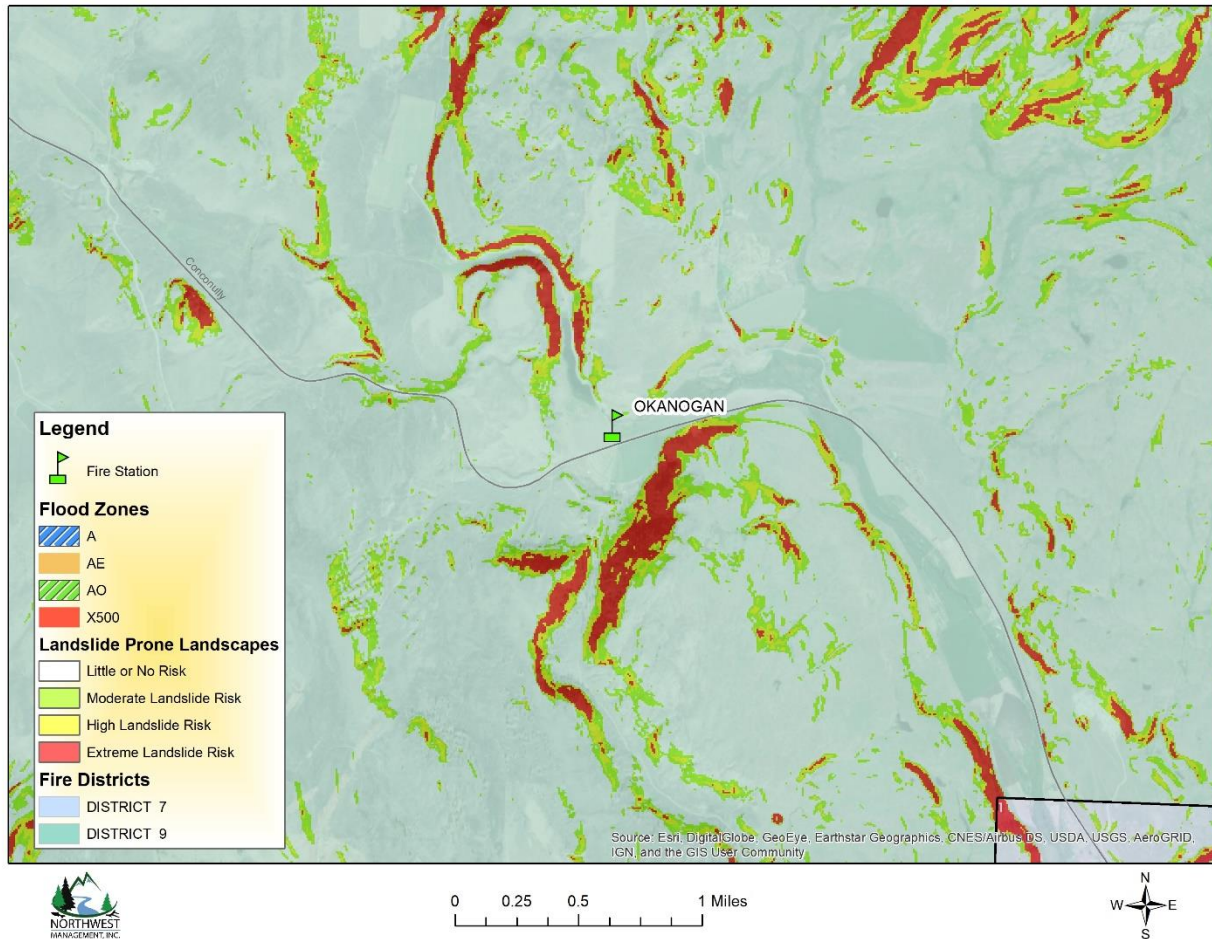 Conconully
OKANOGAN
Legend
Fire Station
Flood Zones
A
AE
AO
X500
Landslide Prone Landscapes
Little or No Risk
Moderate Landslide Risk
High Landslide Risk
Extreme Landslide Risk
Fire Districts
DISTRICT 7
DISTRICT 9
Source: Esri, DigitalGlobe, GeoEye, Earthstar Geographics, CNES/Airbus DS, USDA, USGS, AeroGRID,
IGN, and the GIS User Community
NORTHWEST
MANAGEMENT, INC.
0 0.25 0.5 1 Miles
N
W E
S